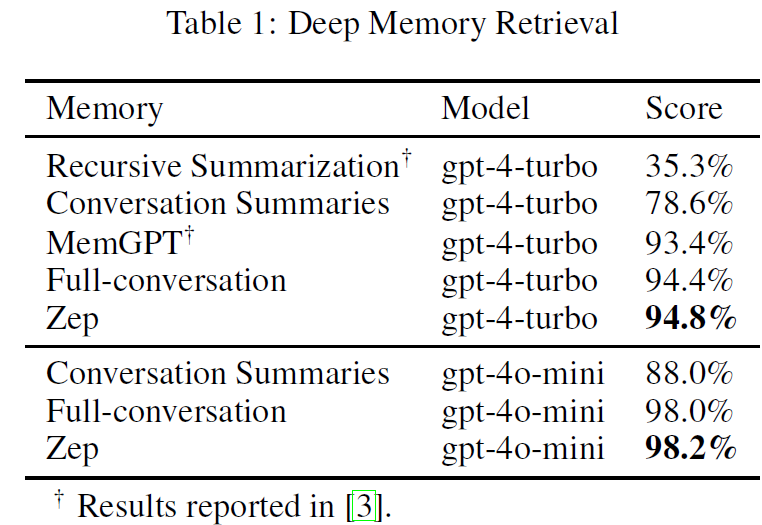 Table 1: Deep Memory Retrieval
Memory Model Score
Recursive Summarization† gpt-4-turbo 35.3%
Conversation Summaries gpt-4-turbo 78.6%
MemGPT† gpt-4-turbo 93.4%
Full-conversation gpt-4-turbo 94.4%
Zep gpt-4-turbo 94.8%
Conversation Summaries gpt-4o-mini 88.0%
Full-conversation gpt-4o-mini 98.0%
Zep gpt-4o-mini 98.2%
† Results reported in [3].